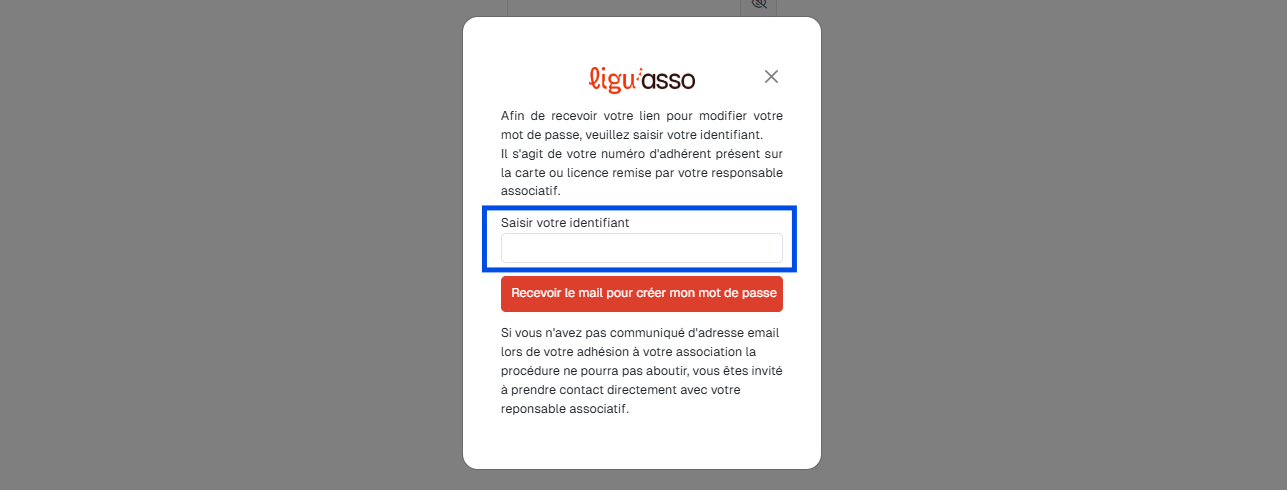 ligu'asso
Afin de recevoir votre lien pour modifier votre
mot de passe, veuillez saisir votre identifiant.
Il s'agit de votre numéro d'adhérent présent sur
la carte ou licence remise par votre responsable
associatif.
Saisir votre identifiant
Recevoir le mail pour créer mon mot de passe
Si vous n'avez pas communiqué d'adresse email
lors de votre adhésion à votre association la
procédure ne pourra pas aboutir, vous êtes invité
à prendre contact directement avec votre
reponsable associatif.